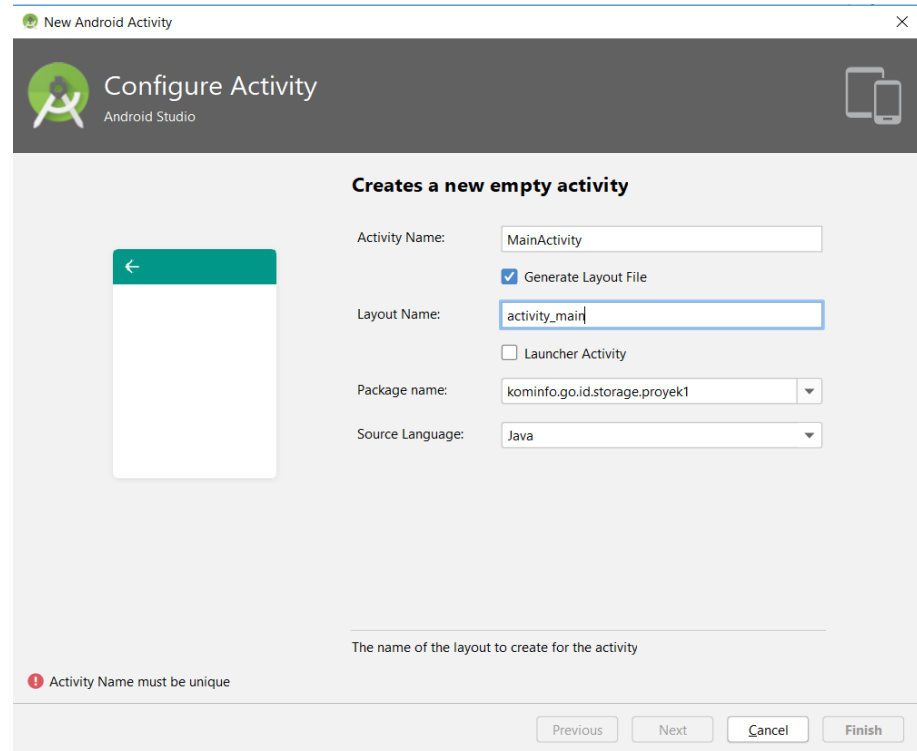 New Android Activity
Configure Activity
Android Studio
Creates a new empty activity
Activity Name:
MainActivity
Generate Layout File
Layout Name:
activity_main
Launcher Activity
Package name:
kominfo.go.id.storage.proyek1
Source Language:
Java
The name of the layout to create for the activity
Activity Name must be unique
Previous
Next
Cancel
Finish